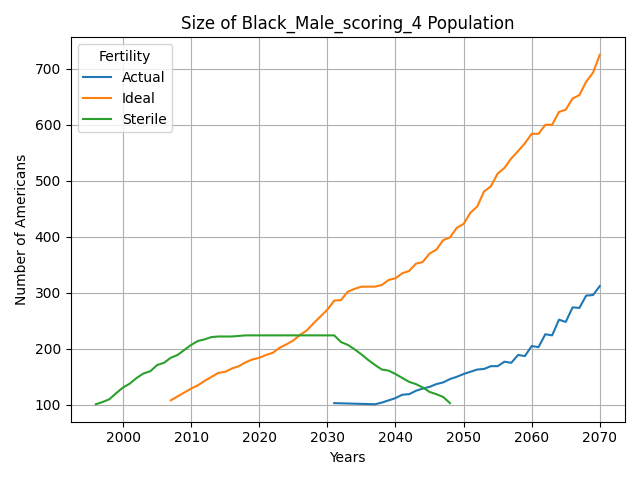 Size of Black_Male_scoring_4 Population
Fertility
Actual
Ideal
Sterile
Number of Americans
700
600
500
400
300
200
100
2000 2010 2020 2030 2040 2050 2060 2070
Years